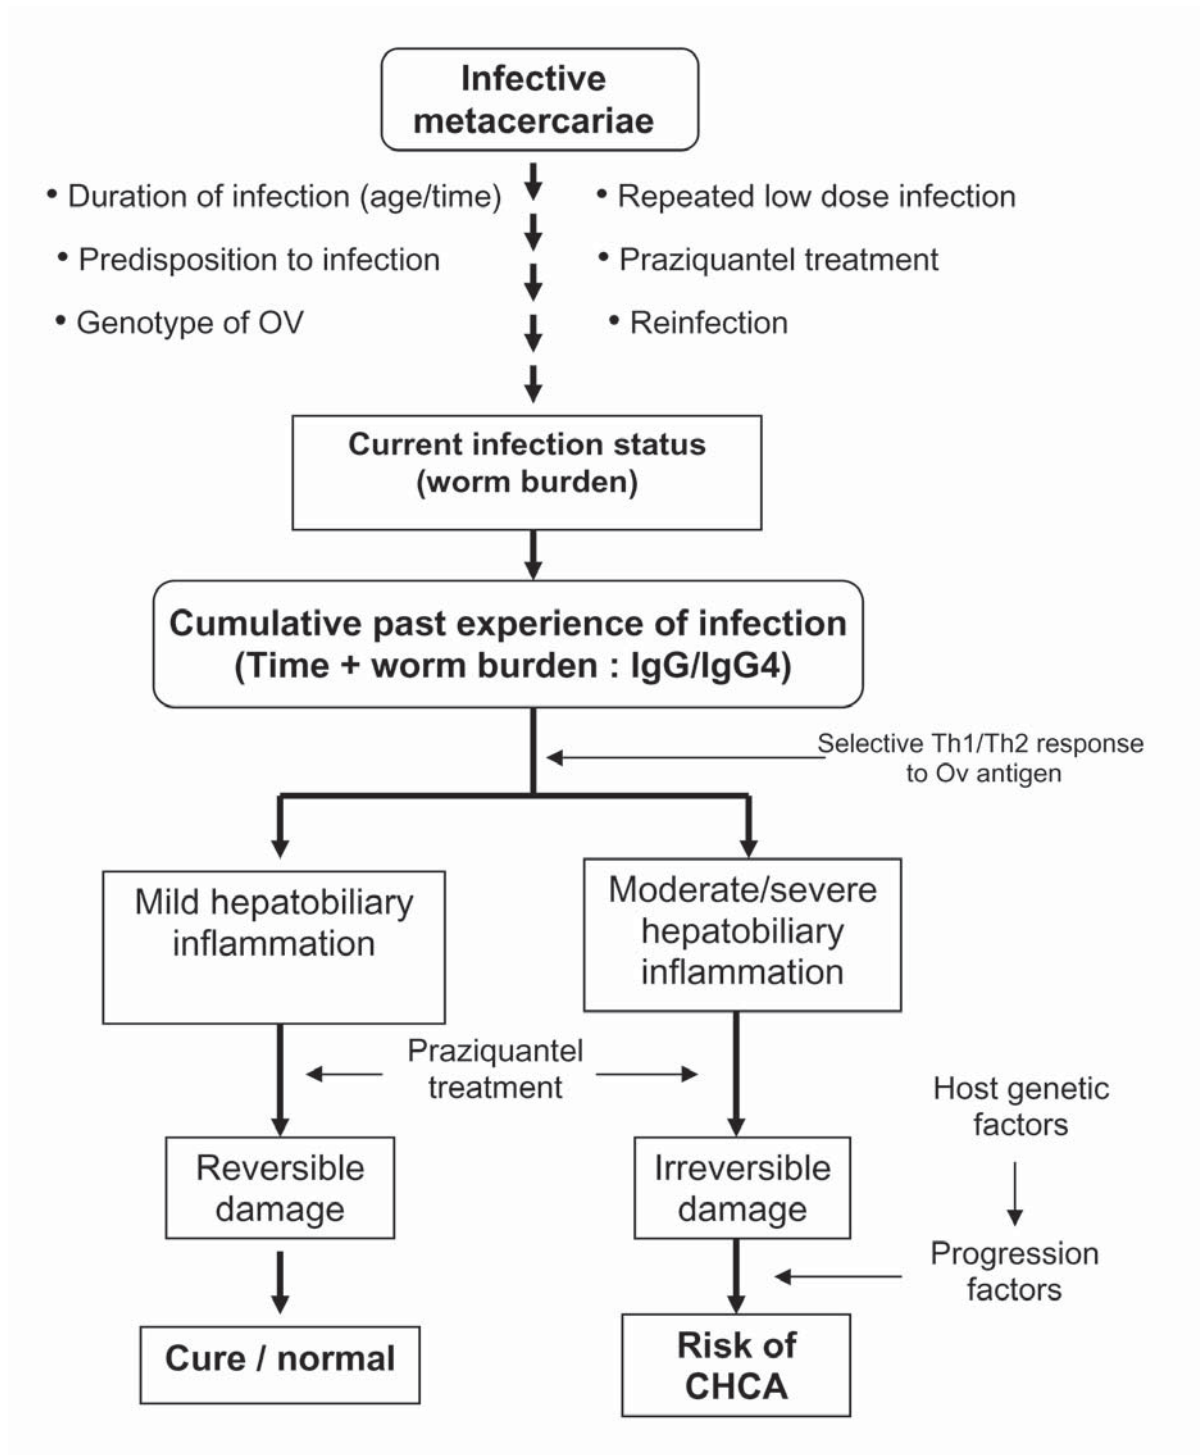 Infective
metacercariae
• Duration of infection (age/time)
• Repeated low dose infection
• Predisposition to infection
• Praziquantel treatment
• Genotype of OV
• Reinfection
Current infection status
(worm burden)
Cumulative past experience of infection
(Time + worm burden : IgG/IgG4)
Selective Th1/Th2 response
to Ov antigen
Mild hepatobiliary
inflammation
Moderate/severe
hepatobiliary
inflammation
Praziquantel
treatment
Host genetic
factors
Reversible
damage
Irreversible
damage
Progression
factors
Cure / normal
Risk of
CHCA